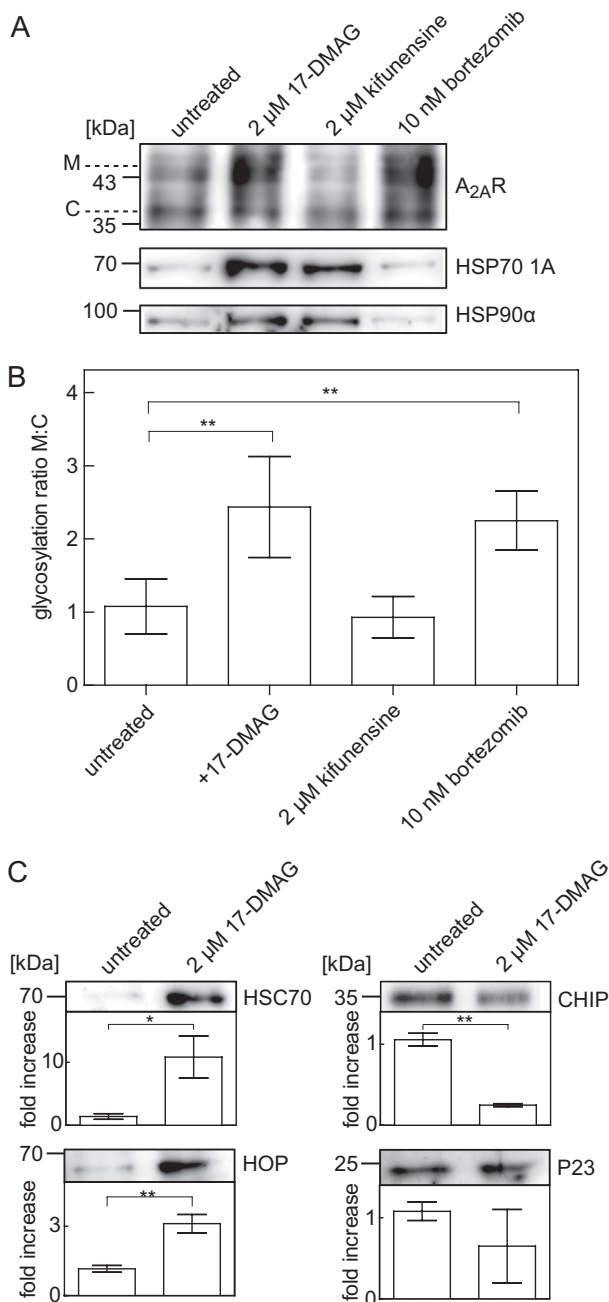 A
untreated
2 µM 17-DMAG
2 µM kifunensine
10 nM bortezomib
[kDa]
M
43
C
35
A2AR
70
HSP70 1A
100
HSP90α
B
4
3
2
1
0
glycosylation ratio M:C
**
**
untreated
+17-DMAG
2 µM kifunensine
10 nM bortezomib
C
[kDa]
untreated
2 µM 17-DMAG
70
HSC70
fold increase
10
0
*
70
HOP
fold increase
3
0
**
[kDa]
untreated
2 µM 17-DMAG
35
CHIP
fold increase
1
0
**
25
P23
fold increase
1
0